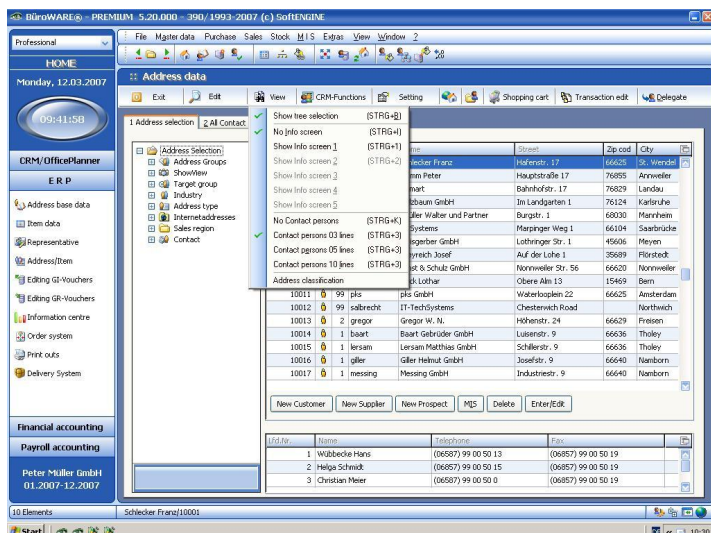 BüroWARE® - PREMIUM 5.20.000 - 390/1993-2007 (c) SoftENGINE
Professional
File Master data Purchase Sales Stock MIS Extras View Window ?
HOME
Monday, 12.03.2007
09:41:58
CRM/OfficePlanner
E R P
Address base data
Item data
Representative
Address/Item
Editing GI-Vouchers
Editing GR-Vouchers
Information centre
Order system
Print outs
Delivery System
Financial accounting
Payroll accounting
Peter Müller GmbH
01.2007-12.2007
:: Address data
Exit Edit View CRM-Functions Setting Shopping cart Transaction edit Delegate
1 Address selection 2 All Contact
Address Selection
Address Groups
ShowView
Target group
Industry
Address type
Internetaddresses
Sales region
Contact
Show tree selection (STRG+B)
No Info screen (STRG+I)
Show Info screen 1 (STRG+1)
Show Info screen 2 (STRG+2)
Show Info screen 3
Show Info screen 4
Show Info screen 5
No Contact persons (STRG+K)
Contact persons 03 lines (STRG+3)
Contact persons 05 lines (STRG+3)
Contact persons 10 lines (STRG+3)
Address classification
Street Zip cod City
Schlecker Franz Hafenstr. 17 66625 St. Wendel
Peter Hauptstraße 17 76855 Annweiler
Bahnhofstr. 17 76829 Landau
GmbH Im Landgarten 1 76124 Karlsruhe
Müller Walter und Partner Burgstr. 1 68030 Mannheim
Systems Marpinger Weg 1 66104 Saarbrücke
GmbH Lothringer Str. 1 45606 Meyen
Josef Auf der Lohe 1 35689 Flörstedt
& Schulz GmbH Nonnweiler Str. 56 66620 Nonnweiler
Lothar Obere Alm 13 15469 Bern
10011 99 pks pks GmbH Waterlooplein 22 66625 Amsterdam
10012 99 salbrecht IT-TechSystems Chesterwich Road Northwich
10013 2 gregor Gregor W. N. Höhenstr. 24 66629 Freisen
10014 1 baart Baart Gebrüder GmbH Luisenstr. 9 66636 Tholey
10015 1 lersam Lersam Matthias GmbH Schillerstr. 9 66636 Tholey
10016 1 giller Giller Helmut GmbH Josefstr. 9 66640 Namborn
10017 1 messing Messing GmbH Industriestr. 9 66640 Namborn
New Customer New Supplier New Prospect MIS Delete Enter/Edit
Lfd.Nr. Name Telephone Fax
1 Wübbecke Hans (06587) 99 00 50 13 (06857) 99 00 50 19
2 Helga Schmidt (06587) 99 00 50 15 (06857) 99 00 50 19
3 Christian Meier (06587) 99 00 50 0 (06857) 99 00 50 19
10 Elements Schlecker Franz/10001
Start 10:30